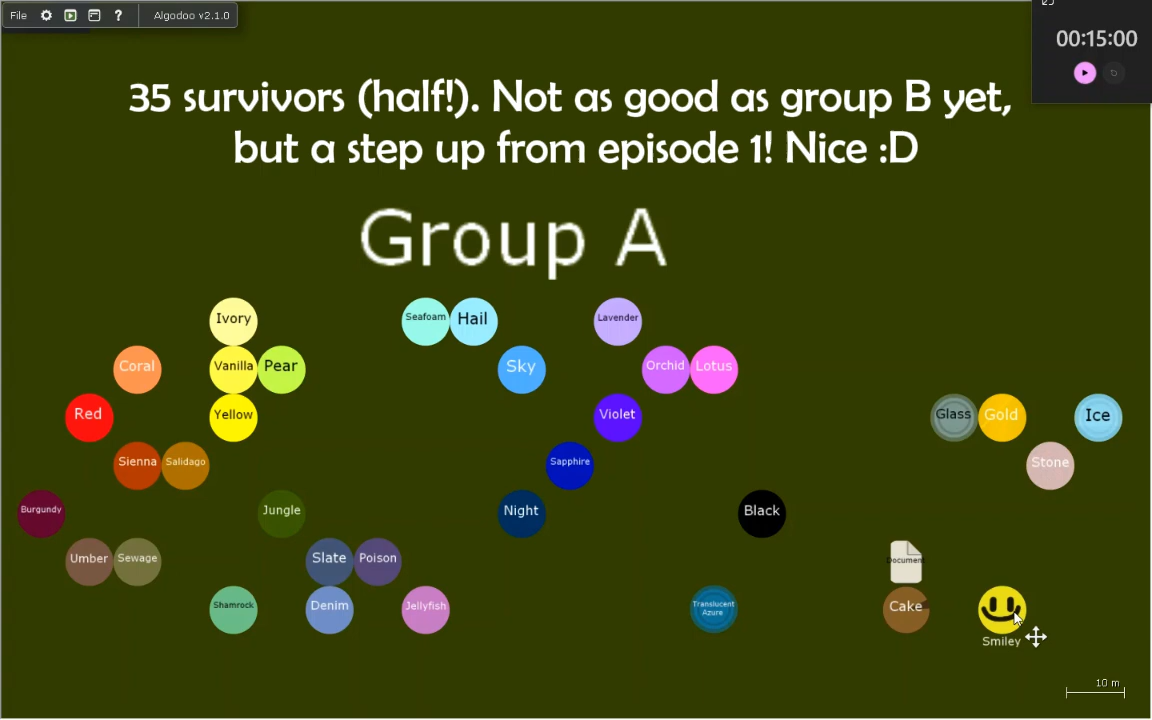 File ? Algodoo v2.1.0
00:15:00
35 survivors (half!). Not as good as group B yet,
but a step up from episode 1! Nice :D
Group A
Ivory Seafoam Hail Lavender
Coral Vanilla Pear Sky Orchid Lotus
Red Yellow Violet Glass Gold Ice
Sienna Salidago Sapphire Stone
Burgundy Jungle Night Black
Umber Sewage Slate Poison Document
Shamrock Denim Jellyfish Translucent Cake
Azure
Smiley
10 m